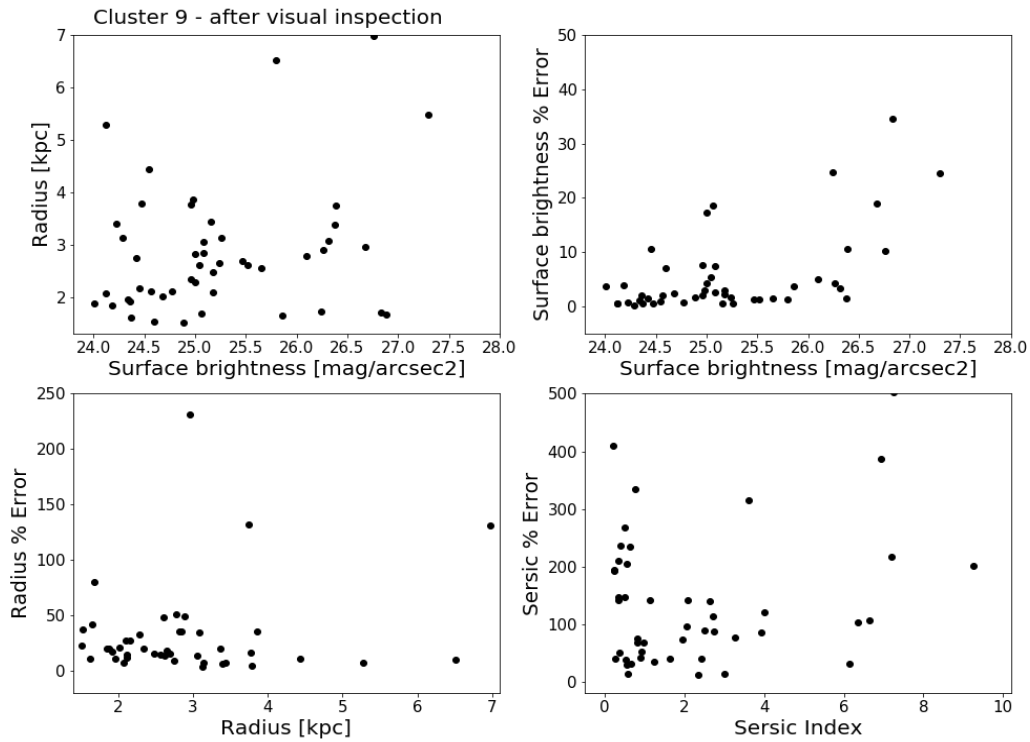 Cluster 9 - after visual inspection
7
6
5
4
3
2
Radius [kpc]
24.0 24.5 25.0 25.5 26.0 26.5 27.0 27.5 28.0
Surface brightness [mag/arcsec2]
50
40
30
20
10
0
Surface brightness % Error
24.0 24.5 25.0 25.5 26.0 26.5 27.0 27.5 28.0
Surface brightness [mag/arcsec2]
250
200
150
100
50
0
Radius % Error
2 3 4 5 6 7
Radius [kpc]
500
400
300
200
100
0
Sersic % Error
0 2 4 6 8 10
Sersic Index